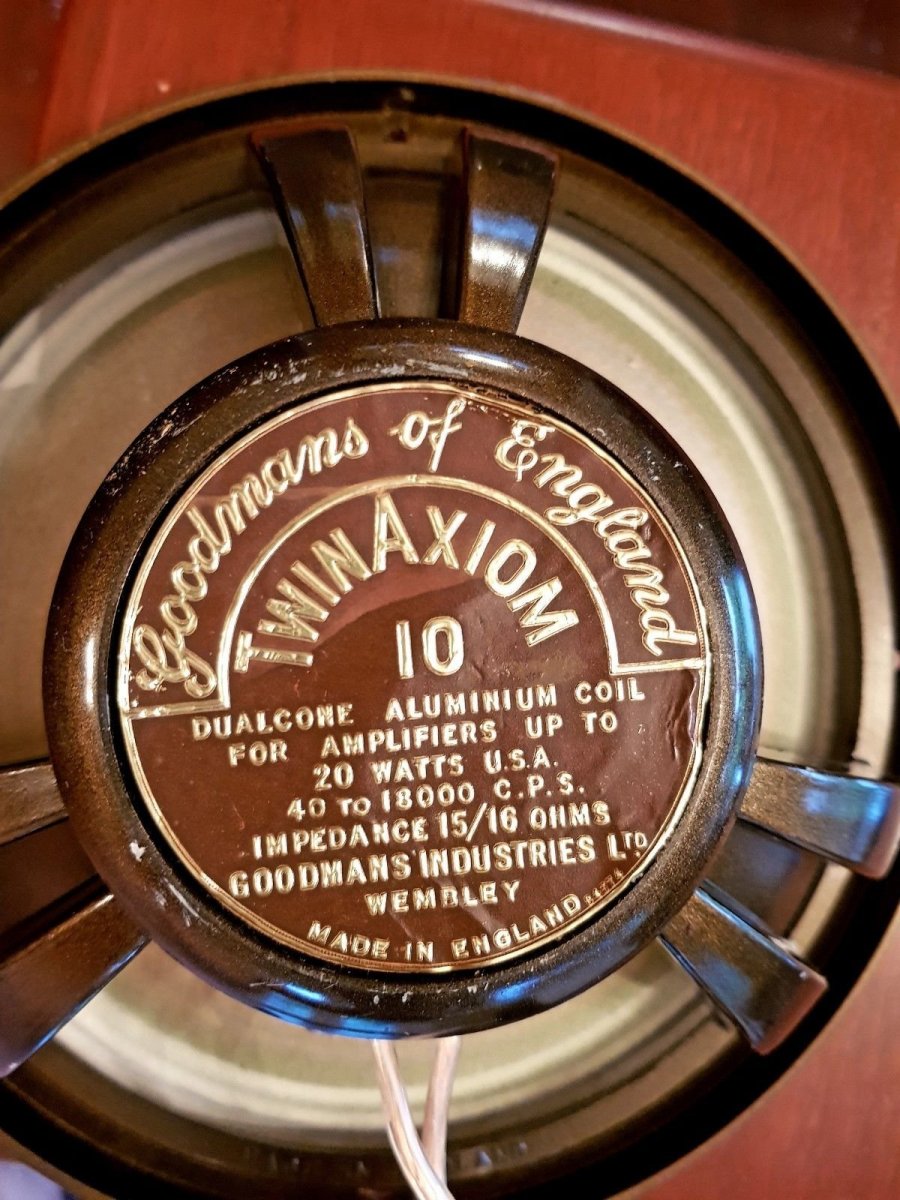 Goodmans of England
TWINAXIOM
10
DUALCONE ALUMINIUM COIL
FOR AMPLIFIERS UP TO
20 WATTS U.S.A.
40 TO 18000 C.P.S.
IMPEDANCE 15/16 OHMS
GOODMANS INDUSTRIES LTD
WEMBLEY
MADE IN ENGLAND